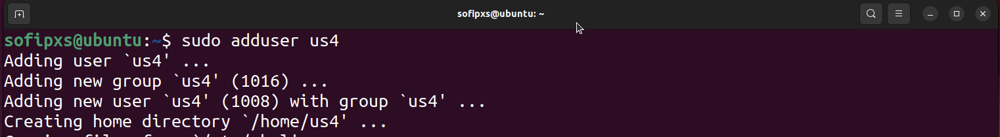 sofipxs@ubuntu: ~
sofipxs@ubuntu:~$ sudo adduser us4
Adding user `us4' ...
Adding new group `us4' (1016) ...
Adding new user `us4' (1008) with group `us4' ...
Creating home directory `/home/us4' ...